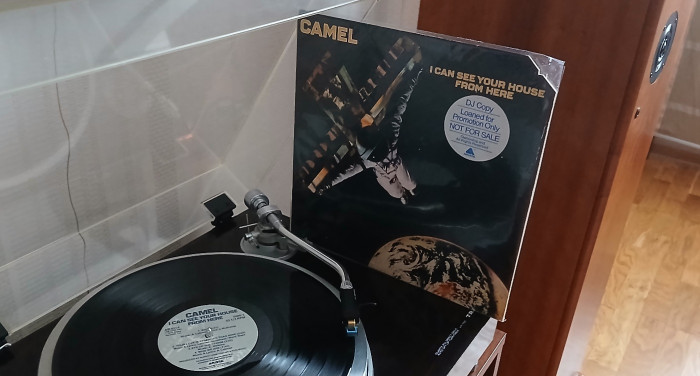 CAMEL
I CAN SEE YOUR HOUSE
FROM HERE
DJ Copy
Loaned for
Promotion Only
NOT FOR SALE
CAMEL
I CAN SEE YOUR HOUSE
FROM HERE